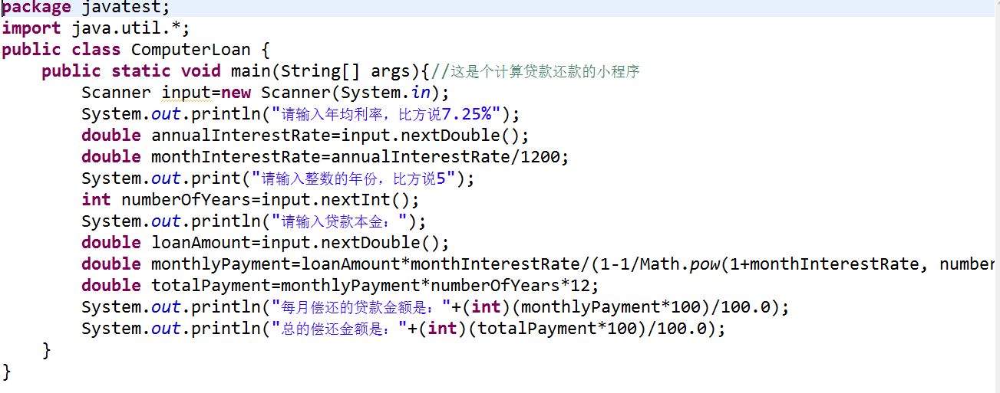 package javatest;
import java.util.*;
public class ComputerLoan {
    public static void main(String[] args){//这是个计算贷款还款的小程序
        Scanner input=new Scanner(System.in);
        System.out.println("请输入年均利率，比方说7.25%");
        double annualInterestRate=input.nextDouble();
        double monthInterestRate=annualInterestRate/1200;
        System.out.print("请输入整数的年份，比方说5");
        int numberOfYears=input.nextInt();
        System.out.println("请输入贷款本金：");
        double loanAmount=input.nextDouble();
        double monthlyPayment=loanAmount*monthInterestRate/(1-1/Math.pow(1+monthInterestRate, number
        double totalPayment=monthlyPayment*numberOfYears*12;
        System.out.println("每月偿还的贷款金额是："+(int)(monthlyPayment*100)/100.0);
        System.out.println("总的偿还金额是："+(int)(totalPayment*100)/100.0);
    }
}